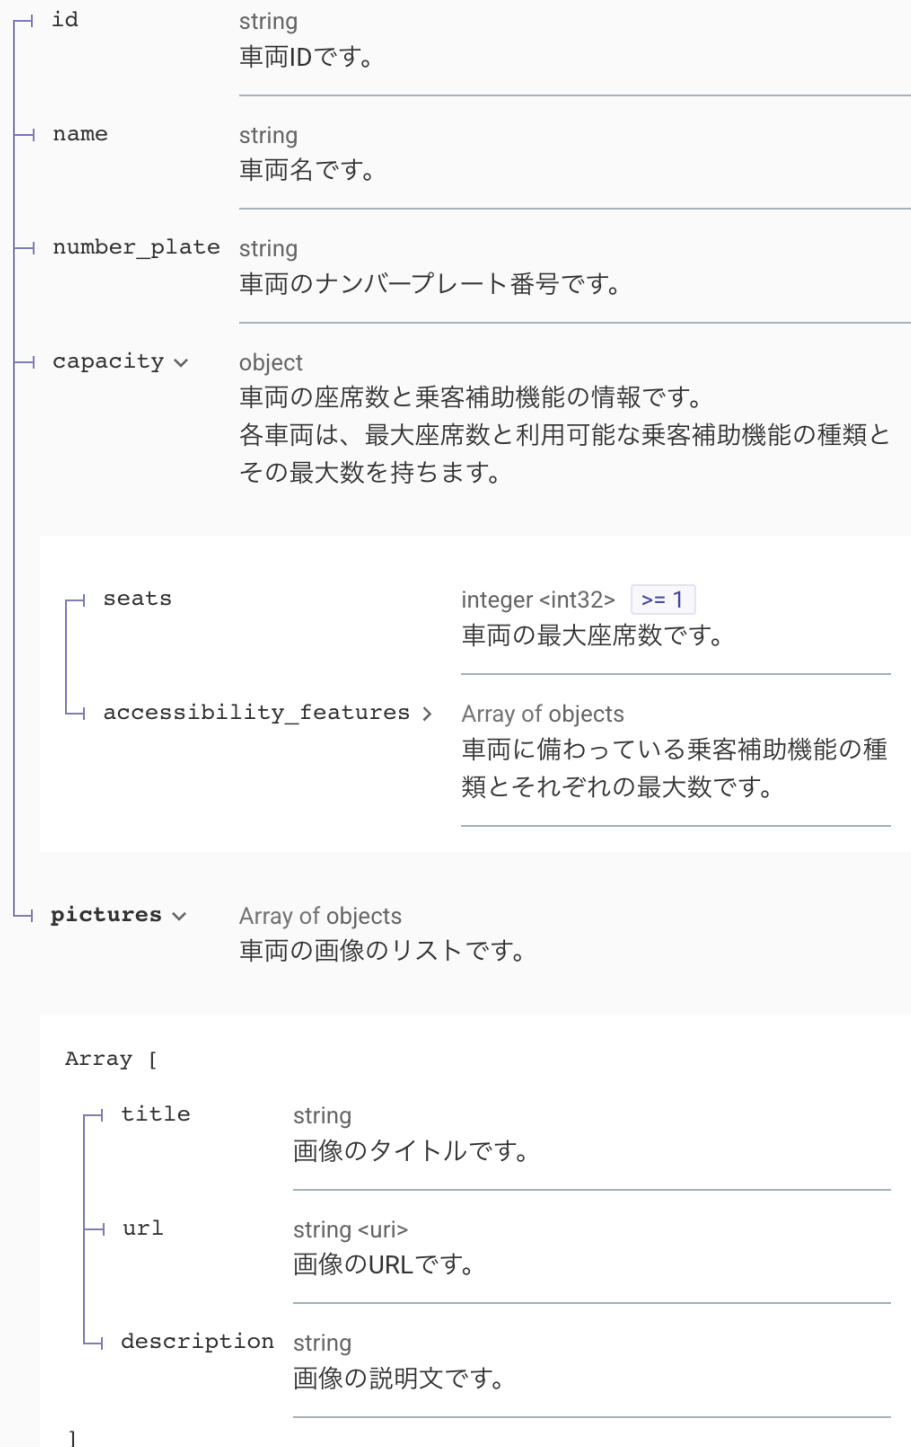 id string
車両IDです。
name string
車両名です。
number_plate string
車両のナンバープレート番号です。
capacity object
車両の座席数と乗客補助機能の情報です。
各車両は、最大座席数と利用可能な乗客補助機能の種類と
その最大数を持ちます。
seats integer <int32> >= 1
車両の最大座席数です。
accessibility_features Array of objects
車両に備わっている乗客補助機能の種
類とそれぞれの最大数です。
pictures Array of objects
車両の画像のリストです。
Array [
title string
画像のタイトルです。
url string <uri>
画像のURLです。
description string
画像の説明文です。
]